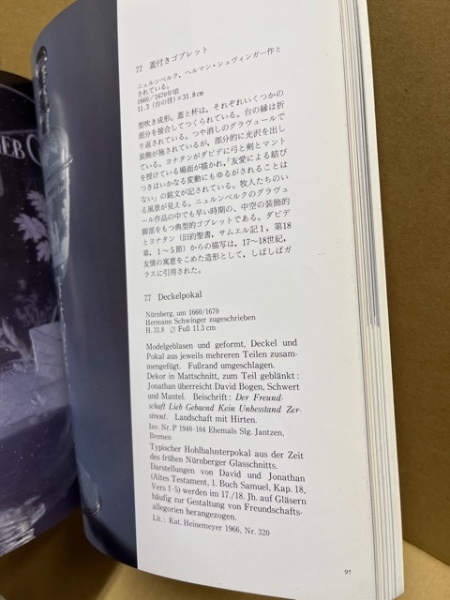 77 蓋付きゴブレット
ニュルンベルク、ヘルマン・シュヴィンガー作と
されている。
1660/1670年頃
11.3 (台の径)×31.8cm
型吹き成形。蓋と杯は、それぞれいくつかの
部分を接合してつくられている。台の縁は折
り返されている。つや消しのグラヴュールで
装飾が施されているが、部分的に光沢を出し
ている。ヨナタンがダビデに弓と剣とマント
を授けている場面が描かれ、「友愛による結び
つきはいかなる変動にもゆるがされることは
ない」の銘文が記されている。牧人たちのい
る風景が見える。ニュルンベルクのグラヴュ
ール作品の中でも早い時期の、中空の装飾的
脚部をもつ典型的ゴブレットである。ダビデ
とヨナタン（旧約聖書，サムエル記1，第18
章，1～5節）からの描写は、17～18世紀，
友情の寓意をこめた造形として、しばしばガ
ラスに引用された。
77 Deckelpokal
Nürnberg, um 1660/1670
Hermann Schwinger zugeschrieben
H. 31.8 ∅ Fuß 11.3 cm
Modelgeblasen und geformt, Deckel und
Pokal aus jeweils mehreren Teilen zusam-
mengefügt. Fußrand umgeschlagen.
Dekor in Mattschnitt, zum Teil geblänkt :
Jonathan überreicht David Bogen, Schwert
und Mantel. Beischrift : Der Freund-
schaft Lieb Gebaend Kein Unbesstand Zer-
sinout. Landschaft mit Hirten.
Inv. Nr. P 1940-104 Ehemals Slg. Jantzen,
Bremen
Typischer Hohlbalusterpokal aus der Zeit
des frühen Nürnberger Glasschnitts.
Darstellungen von David und Jonathan
(Altes Testament, 1. Buch Samuel, Kap. 18,
Vers 1-5) werden im 17./18. Jh. auf Gläsern
häufig zur Gestaltung von Freundschafts-
allegorien herangezogen.
Lit. : Kat. Heinemeyer 1966, Nr. 320
97